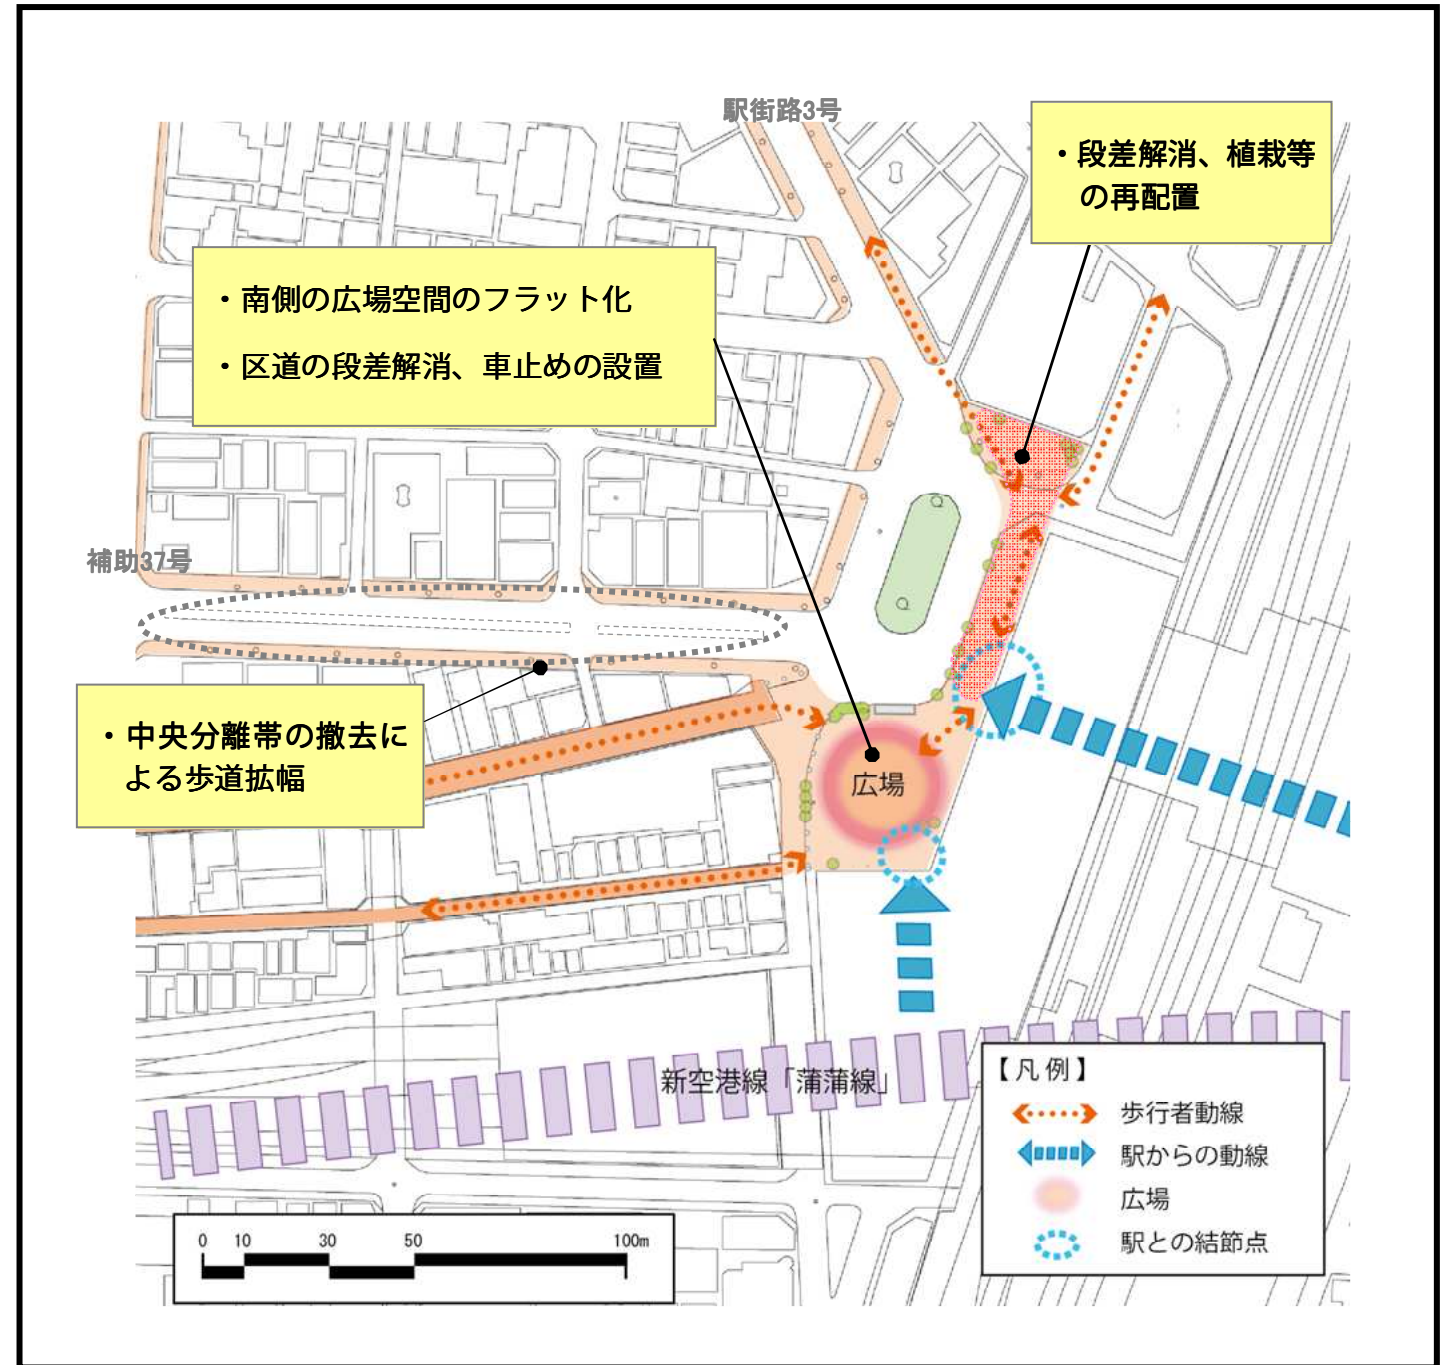 駅街路3号
・段差解消、植栽等
の再配置
・南側の広場空間のフラット化
・区道の段差解消、車止めの設置
補助37号
・中央分離帯の撤去に
よる歩道拡幅
広場
新空港線「蒲蒲線」
【凡例】
歩行者動線
駅からの動線
広場
駅との結節点
0 10 30 50 100m